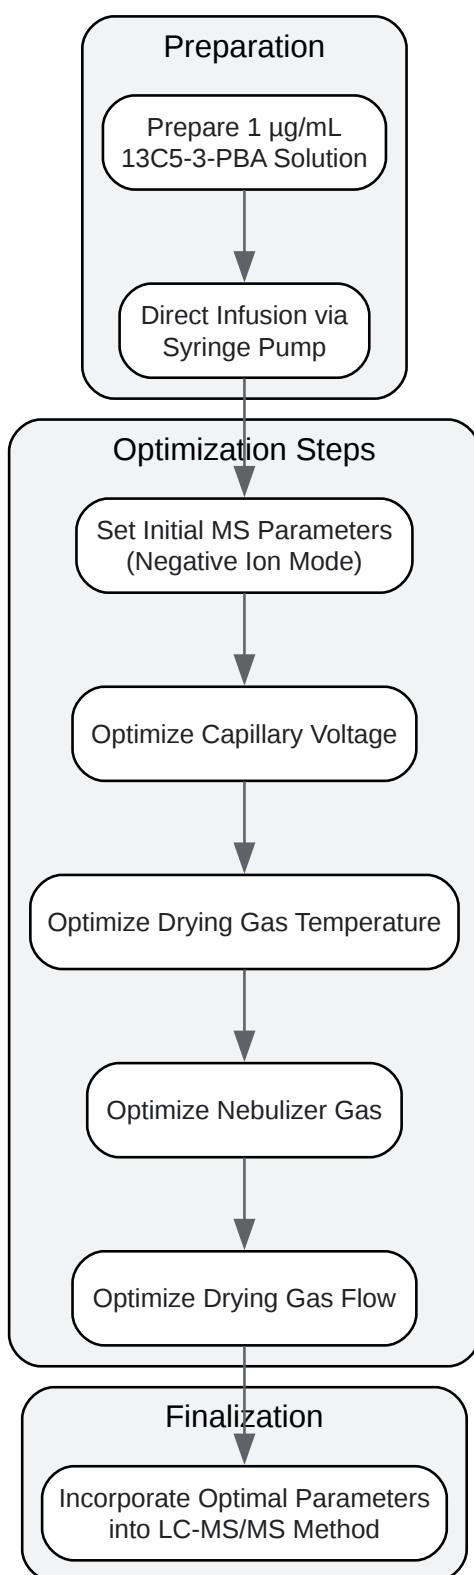 Preparation
Prepare 1 µg/mL
13C5-3-PBA Solution
Direct Infusion via
Syringe Pump
Optimization Steps
Set Initial MS Parameters
(Negative Ion Mode)
Optimize Capillary Voltage
Optimize Drying Gas Temperature
Optimize Nebulizer Gas
Optimize Drying Gas Flow
Finalization
Incorporate Optimal Parameters
into LC-MS/MS Method